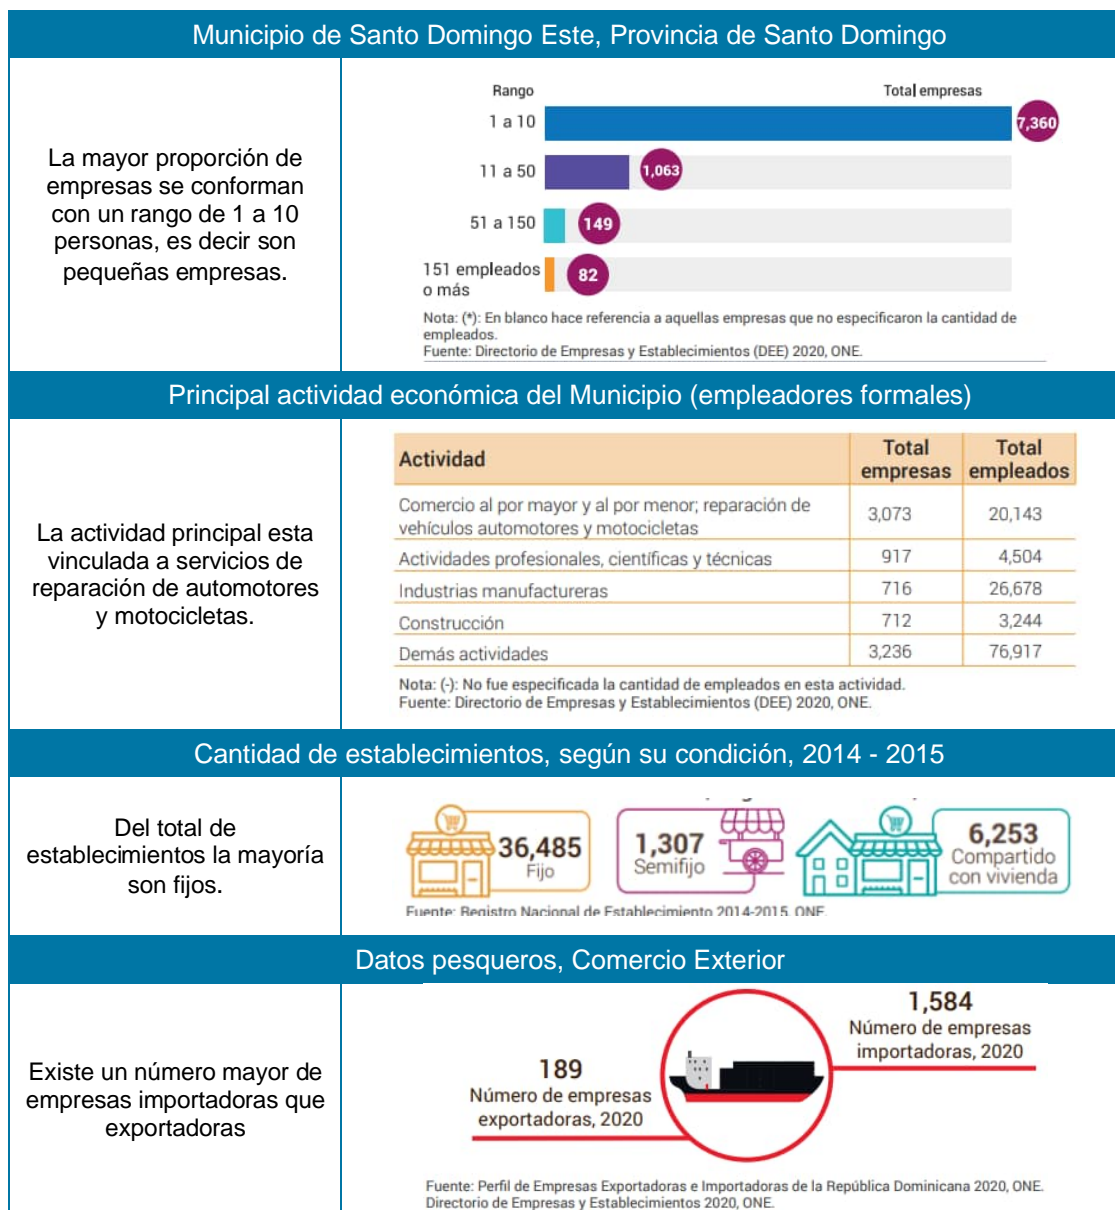 Municipio de Santo Domingo Este, Provincia de Santo Domingo
La mayor proporción de
empresas se conforman
con un rango de 1 a 10
personas, es decir son
pequeñas empresas.
Rango Total empresas
1 a 10 7,360
11 a 50 1,063
51 a 150 149
151 empleados
o más 82
Nota: (*): En blanco hace referencia a aquellas empresas que no especificaron la cantidad de
empleados.
Fuente: Directorio de Empresas y Establecimientos (DEE) 2020, ONE.
Principal actividad económica del Municipio (empleadores formales)
La actividad principal esta
vinculada a servicios de
reparación de automotores
y motocicletas.
Actividad Total empresas Total empleados
Comercio al por mayor y al por menor; reparación de
vehículos automotores y motocicletas 3,073 20,143
Actividades profesionales, científicas y técnicas 917 4,504
Industrias manufactureras 716 26,678
Construcción 712 3,244
Demás actividades 3,236 76,917
Nota: (-): No fue especificada la cantidad de empleados en esta actividad.
Fuente: Directorio de Empresas y Establecimientos (DEE) 2020, ONE.
Cantidad de establecimientos, según su condición, 2014 - 2015
Del total de
establecimientos la mayoría
son fijos.
36,485
Fijo
1,307
Semifijo
6,253
Compartido
con vivienda
Fuente: Registro Nacional de Establecimiento 2014-2015, ONE.
Datos pesqueros, Comercio Exterior
Existe un número mayor de
empresas importadoras que
exportadoras
189
Número de empresas
exportadoras, 2020
1,584
Número de empresas
importadoras, 2020
Fuente: Perfil de Empresas Exportadoras e Importadoras de la República Dominicana 2020, ONE.
Directorio de Empresas y Establecimientos 2020, ONE.